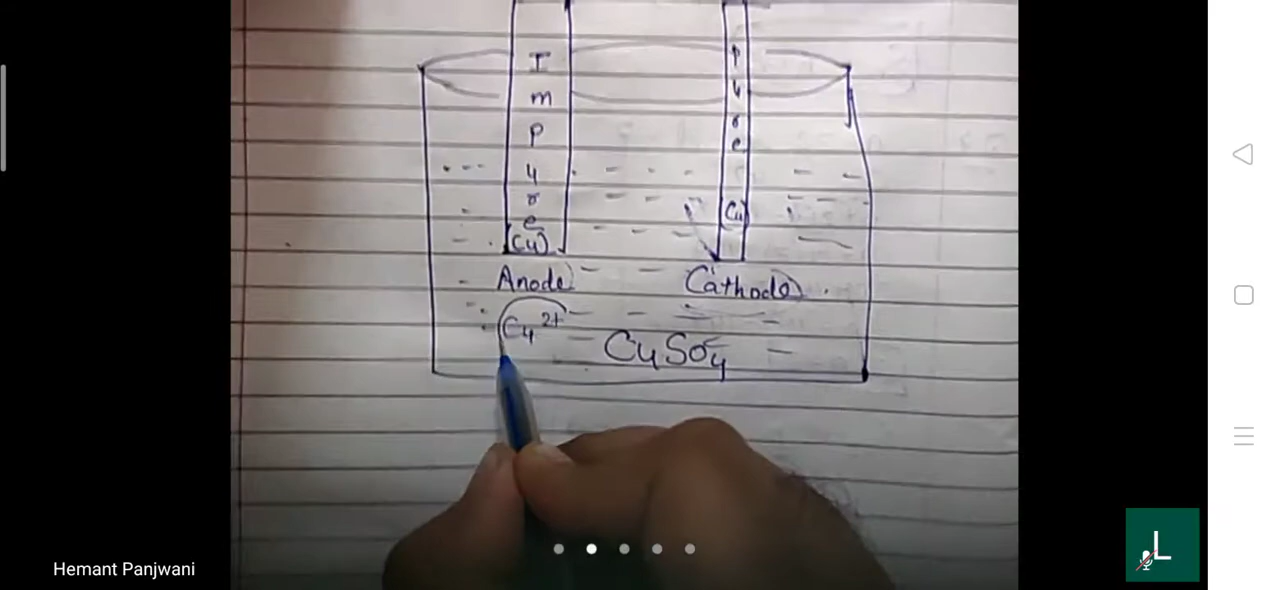 Impure
(Cu)
pure
(Cu)
Anode
Cathode
Cu2+
CuSO4
Hemant Panjwani
L